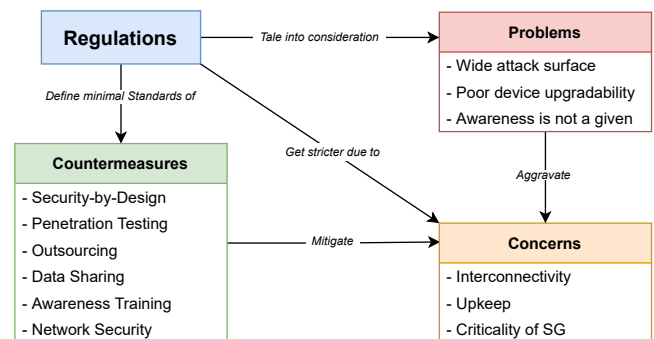 Regulations
Tale into consideration
Problems
- Wide attack surface
- Poor device upgradability
- Awareness is not a given
Define minimal Standards of
Get stricter due to
Aggravate
Countermeasures
- Security-by-Design
- Penetration Testing
- Outsourcing
- Data Sharing
- Awareness Training
- Network Security
Mitigate
Concerns
- Interconnectivity
- Upkeep
- Criticality of SG